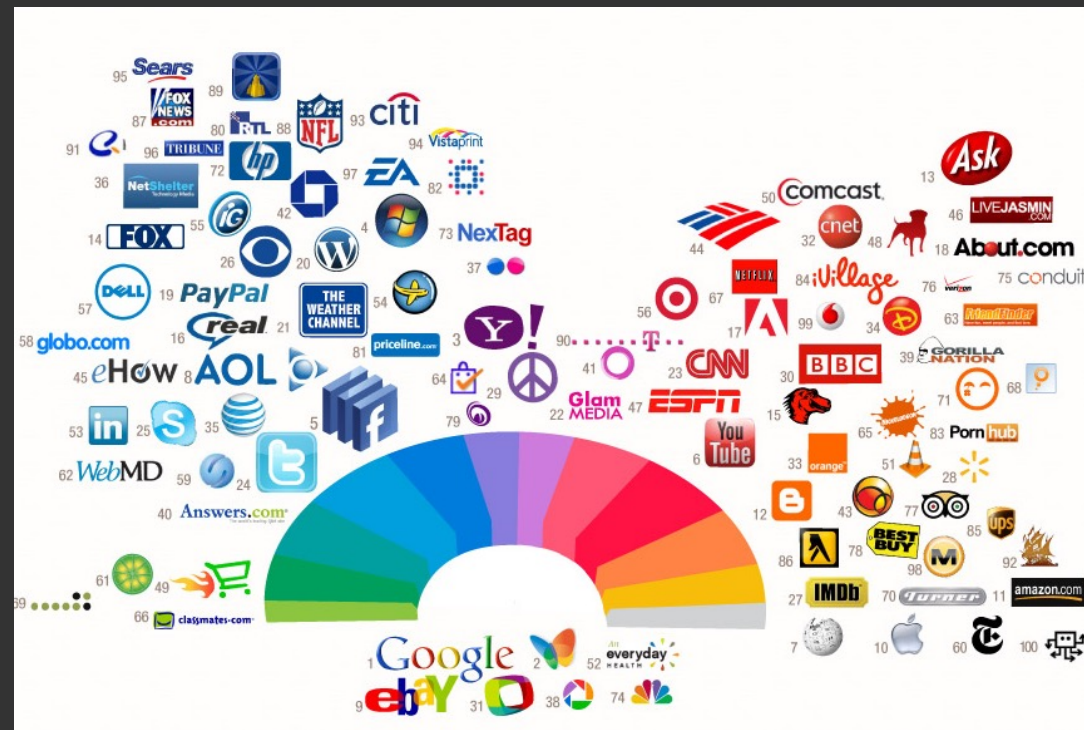 95 Sears
89
87 FOX NEWS .com
80 RTL
88 NFL
93 citi
91
96 TRIBUNE
72 hp
94 Vistaprint
36 NetShelter Technology Media
97 EA
82
55 iG
42
14 FOX
26
20
4
73 NexTag
37
57 DELL
19 PayPal
21 THE WEATHER CHANNEL
54
16 real
58 globo.com
81 priceline.com
3 Y!
45 eHow
8 AOL
64
29
79
5 f
53 in
25 S
35
62 WebMD
59
24 t
40 Answers.com
61
49
69
66 classmates.com
13 Ask
50 comcast
46 LIVEJASMIN .COM
44
32 cnet
48
18 About.com
67 NETFLIX
84 iVillage
76 verizon
75 conduit
56
17
99
34
63 FriendFinder
90 T
41
23 CNN
30 BBC
39 GORILLA NATION
71
68
22 Glam MEDIA
47 ESPN
15
65
83 Pornhub
6 You Tube
33 orange
51
28
12
43
77
85 ups
86
78 BEST BUY
98 M
92
27 IMDb
70 Turner
11 amazon.com
7
10
60
100
1 Google
2
52 everyday HEALTH
9 ebay
31
38
74